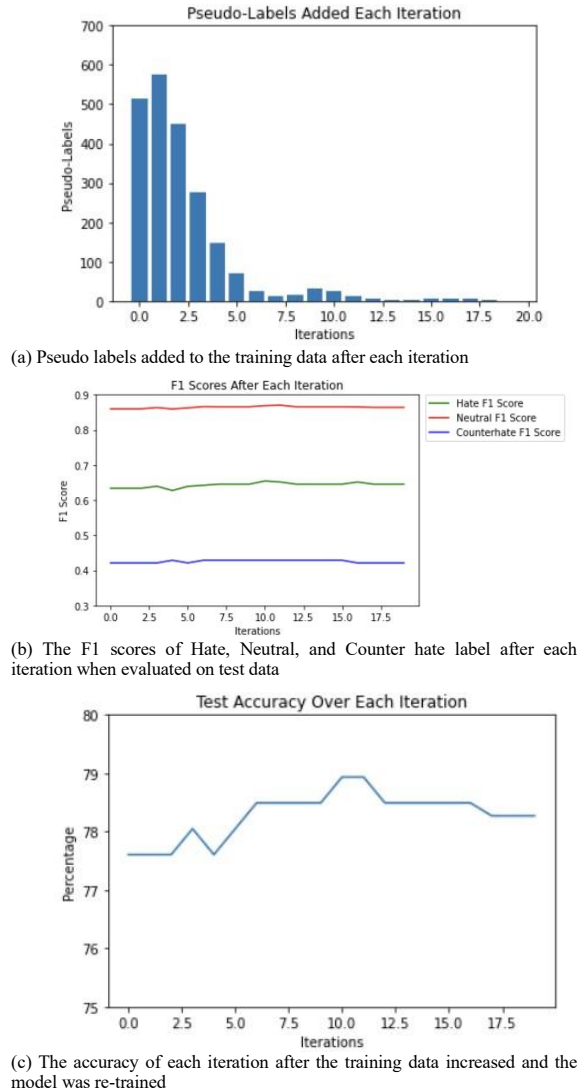 Pseudo-Labels Added Each Iteration
700
600
500
400
300
200
100
0
Pseudo-Labels
0.0 2.5 5.0 7.5 10.0 12.5 15.0 17.5 20.0
Iterations
(a) Pseudo labels added to the training data after each iteration
F1 Scores After Each Iteration
0.9
0.8
0.7
0.6
0.5
0.4
0.3
F1 Score
Hate F1 Score
Neutral F1 Score
Counterhate F1 Score
0.0 2.5 5.0 7.5 10.0 12.5 15.0 17.5
Iterations
(b) The F1 scores of Hate, Neutral, and Counter hate label after each
iteration when evaluated on test data
Test Accuracy Over Each Iteration
80
79
78
77
76
75
Percentage
0.0 2.5 5.0 7.5 10.0 12.5 15.0 17.5
Iterations
(c) The accuracy of each iteration after the training data increased and the
model was re-trained